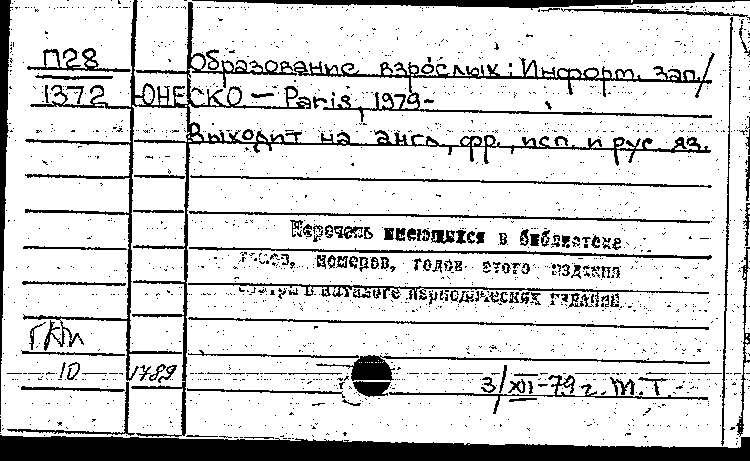 П28 Образование взрослых: Информ. зап./
1372 ЮНЕСКО — Paris, 1979-
Выходит на англ., фр., исп. и рус. яз.
Перечень имеющихся в библиотеке
номеров, годов этого издания
в каталоге периодических изданий
10 1789 3/XII-79 г. М.Т.